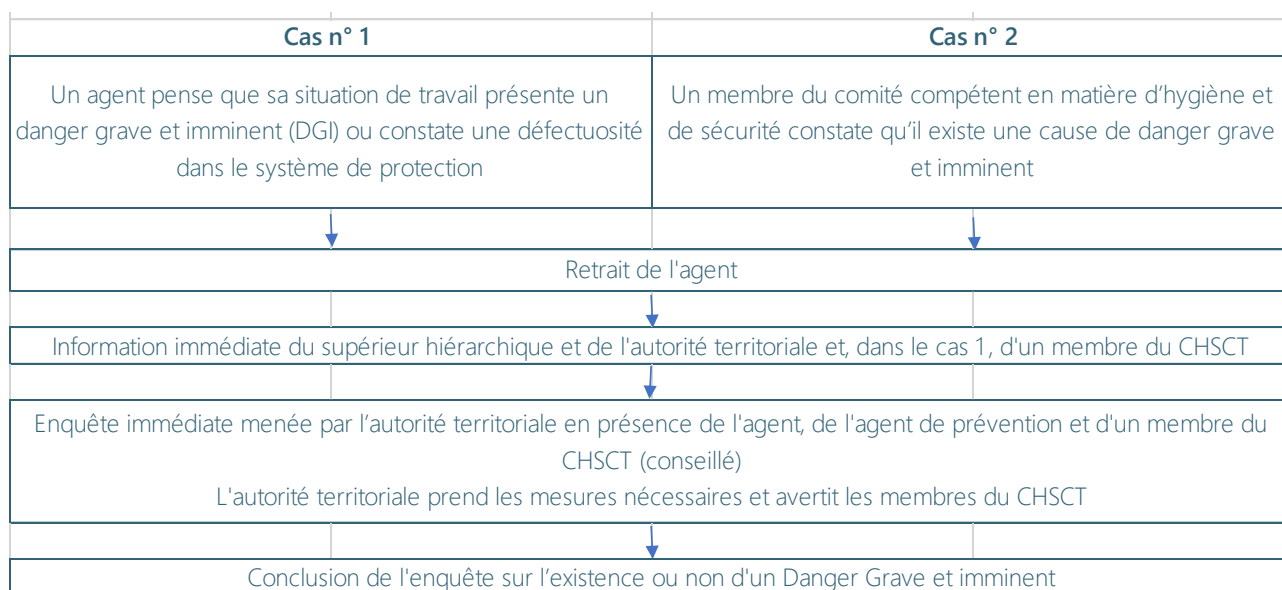 Cas n° 1
Cas n° 2
Un agent pense que sa situation de travail présente un
danger grave et imminent (DGI) ou constate une défectuosité
dans le système de protection
Un membre du comité compétent en matière d’hygiène et
de sécurité constate qu’il existe une cause de danger grave
et imminent
Retrait de l'agent
Information immédiate du supérieur hiérarchique et de l'autorité territoriale et, dans le cas 1, d'un membre du CHSCT
Enquête immédiate menée par l’autorité territoriale en présence de l'agent, de l'agent de prévention et d'un membre du
CHSCT (conseillé)
L'autorité territoriale prend les mesures nécessaires et avertit les membres du CHSCT
Conclusion de l'enquête sur l’existence ou non d'un Danger Grave et imminent